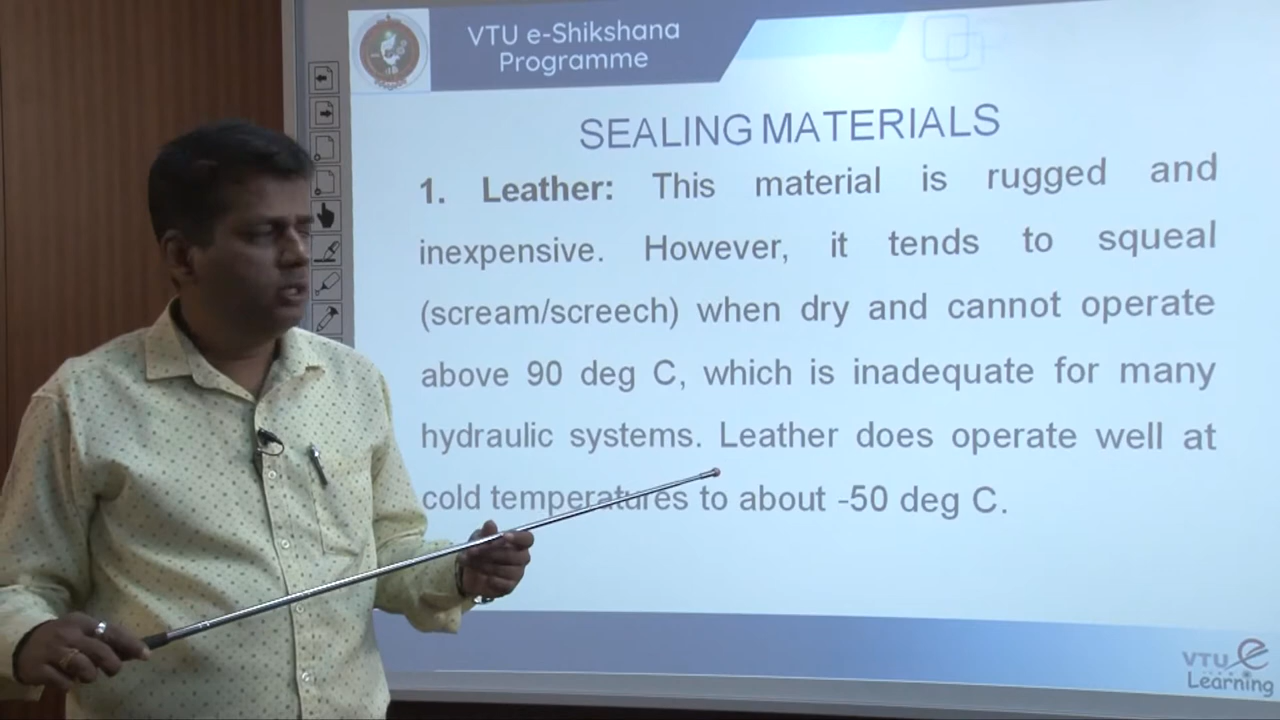 VTU e-Shikshana
Programme
SEALING MATERIALS
1. Leather: This material is rugged and
inexpensive. However, it tends to squeal
(scream/screech) when dry and cannot operate
above 90 deg C, which is inadequate for many
hydraulic systems. Leather does operate well at
cold temperatures to about -50 deg C.
VTU e
Learning